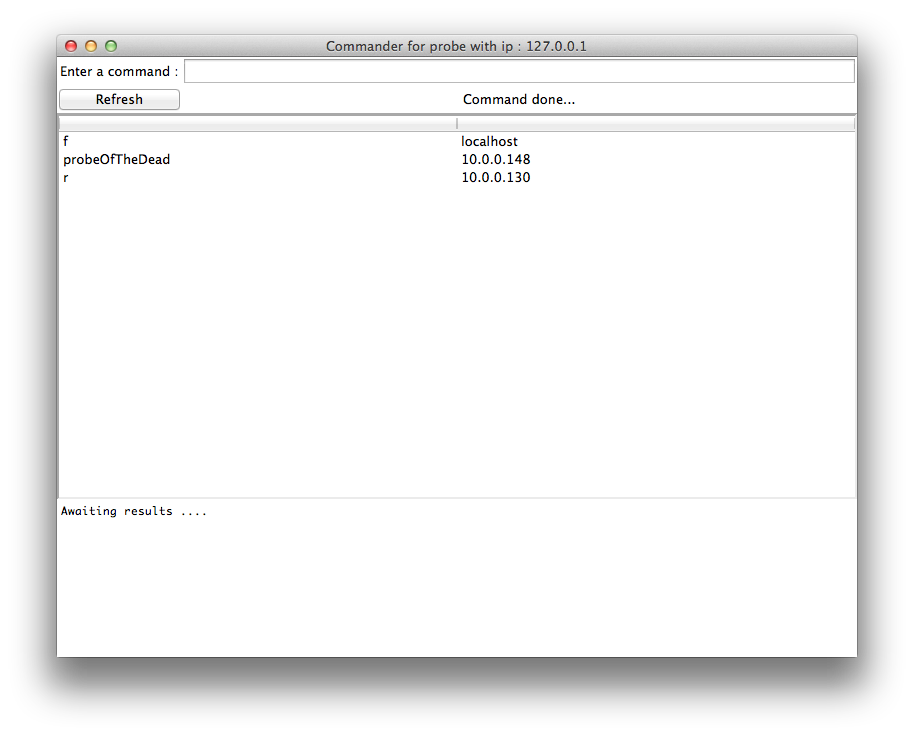 Commander for probe with ip : 127.0.0.1
Enter a command :
Refresh Command done...
f localhost
probeOfTheDead 10.0.0.148
r 10.0.0.130
Awaiting results ....